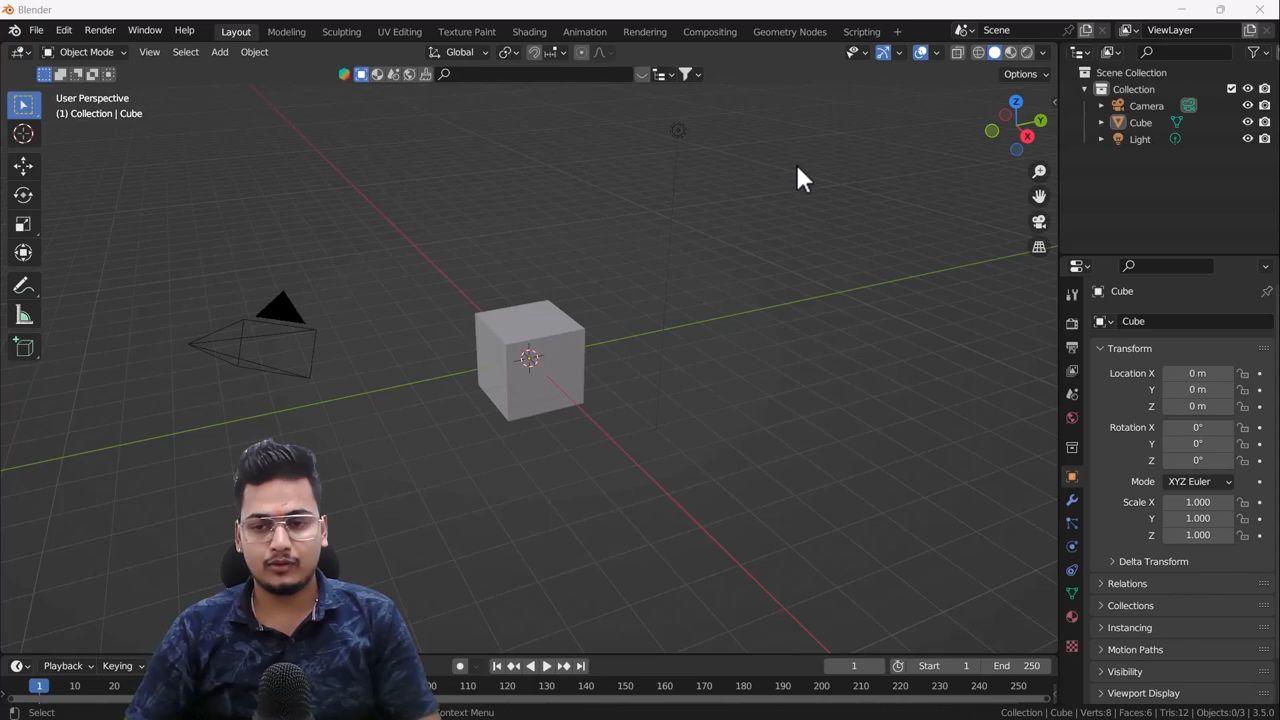 Blender
File Edit Render Window Help Layout Modeling Sculpting UV Editing Texture Paint Shading Animation Rendering Compositing Geometry Nodes Scripting + Scene ViewLayer
Object Mode View Select Add Object Global
Options
User Perspective
(1) Collection | Cube
Z
Y
X
Scene Collection
Collection
Camera
Cube
Light
Cube
Cube
Transform
Location X 0 m
Y 0 m
Z 0 m
Rotation X 0°
Y 0°
Z 0°
Mode XYZ Euler
Scale X 1.000
Y 1.000
Z 1.000
Delta Transform
Relations
Collections
Instancing
Motion Paths
Visibility
Viewport Display
Playback Keying 1 Start 1 End 250
1 10 20 100 110 120 130 140 150 160 170 180 190 200 210 220 230 240 250
Select Context Menu Collection | Cube | Verts:8 | Faces:6 | Tris:12 | Objects:0/3 | 3.5.0